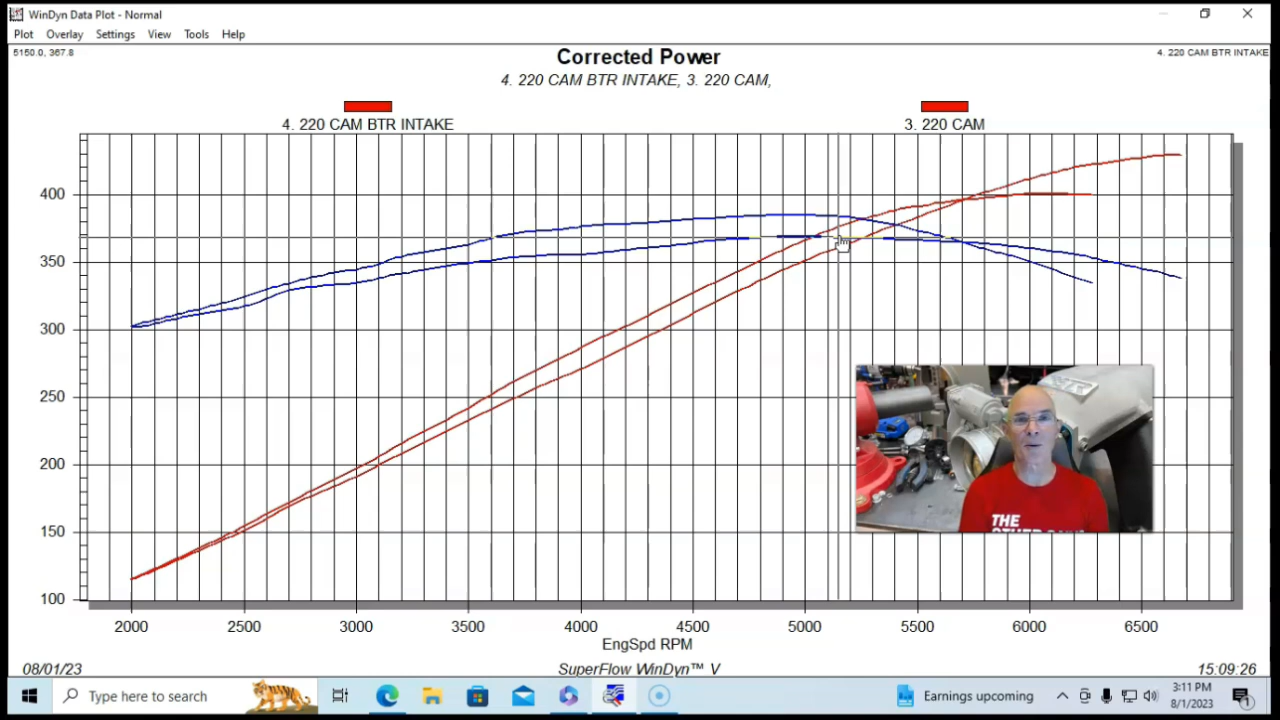 WinDyn Data Plot - Normal
Plot Overlay Settings View Tools Help
5150.0, 367.8
4. 220 CAM BTR INTAKE
Corrected Power
4. 220 CAM BTR INTAKE, 3. 220 CAM,
4. 220 CAM BTR INTAKE
3. 220 CAM
400
350
300
250
200
150
100
2000 2500 3000 3500 4000 4500 5000 5500 6000 6500
EngSpd RPM
THE
08/01/23
SuperFlow WinDyn™ V
15:09:26
Type here to search
Earnings upcoming
3:11 PM
8/1/2023
1